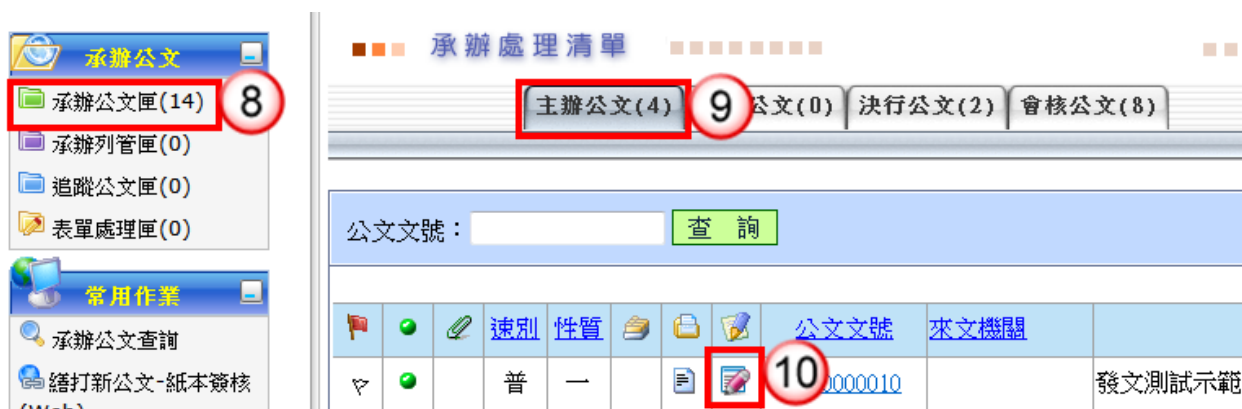 承辦公文
承辦公文匣(14)
8
承辦列管匣(0)
追蹤公文匣(0)
表單處理匣(0)
常用作業
承辦公文查詢
繕打新公文-紙本簽核
(Web)
承辦處理清單
主辦公文(4) 9 公文(0) 決行公文(2) 會核公文(8)
公文文號： 查 詢
速別 性質 公文文號 來文機關
普 一 10 0000010 發文測試示範